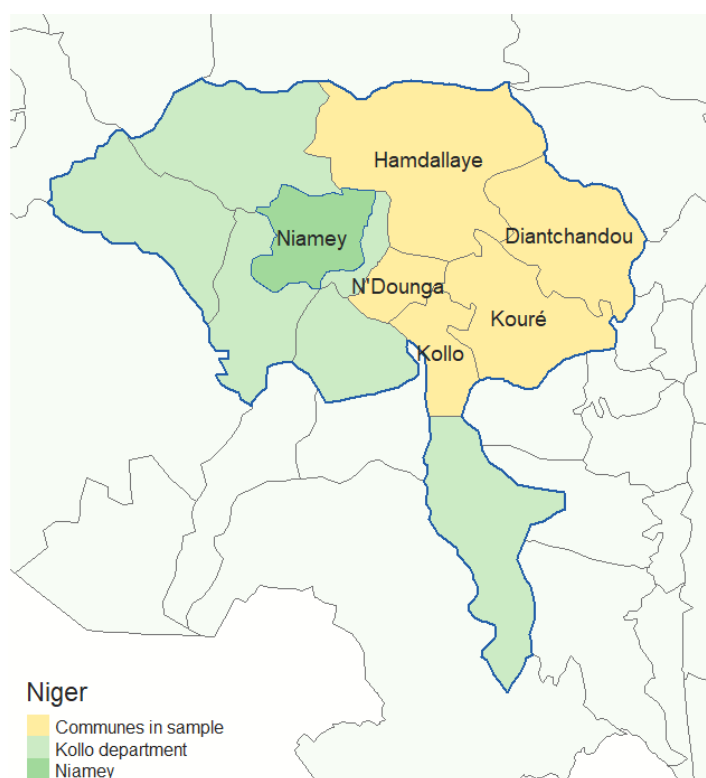 Hamdallaye
Diantchandou
Niamey
N'Dounga
Kouré
Kollo
Niger
Communes in sample
Kollo department
Niamey